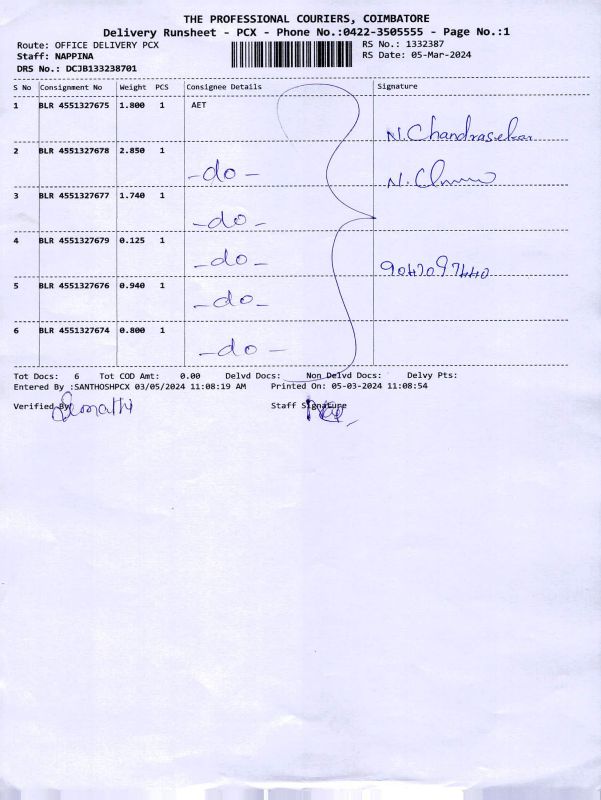 THE PROFESSIONAL COURIERS, COIMBATORE
Delivery Runsheet - PCX - Phone No.:0422-3505555 - Page No.:1
Route: OFFICE DELIVERY PCX RS No.: 1332387
Staff: NAPPINA RS Date: 05-Mar-2024
DRS No.: DCJB133238701
S No Consignment No Weight PCS Consignee Details Signature
1 BLR 4551327675 1.800 1 AET
N. Chandrasekar
2 BLR 4551327678 2.850 1
-do- N.
3 BLR 4551327677 1.740 1
-do-
4 BLR 4551327679 0.125 1
-do-
5 BLR 4551327676 0.940 1
-do-
6 BLR 4551327674 0.800 1
-do-
Tot Docs: 6 Tot COD Amt: 0.00 Delvd Docs: Non Delvd Docs: Delvy Pts:
Entered By :SANTHOSHPCX 03/05/2024 11:08:19 AM Printed On: 05-03-2024 11:08:54
Verified By Staff Signature